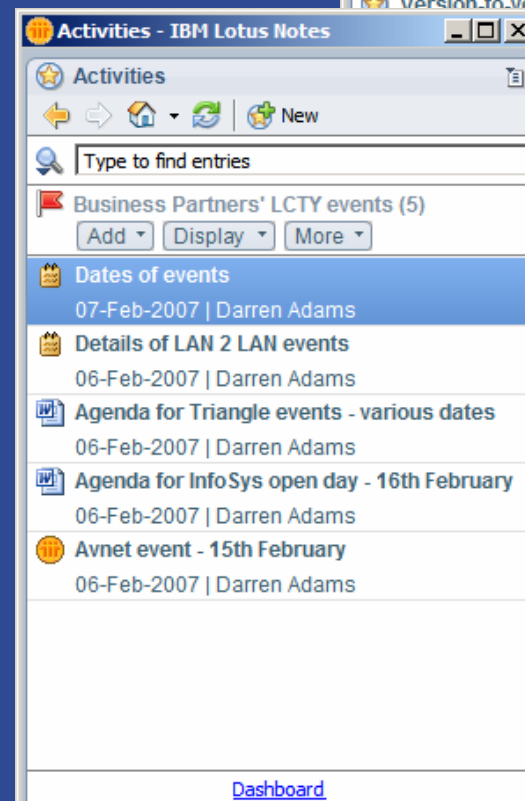 Version-to-ve
Activities - IBM Lotus Notes
Activities
New
Type to find entries
Business Partners' LCTY events (5)
Add Display More
Dates of events
07-Feb-2007 | Darren Adams
Details of LAN 2 LAN events
06-Feb-2007 | Darren Adams
Agenda for Triangle events - various dates
06-Feb-2007 | Darren Adams
Agenda for InfoSys open day - 16th February
06-Feb-2007 | Darren Adams
Avnet event - 15th February
06-Feb-2007 | Darren Adams
Dashboard